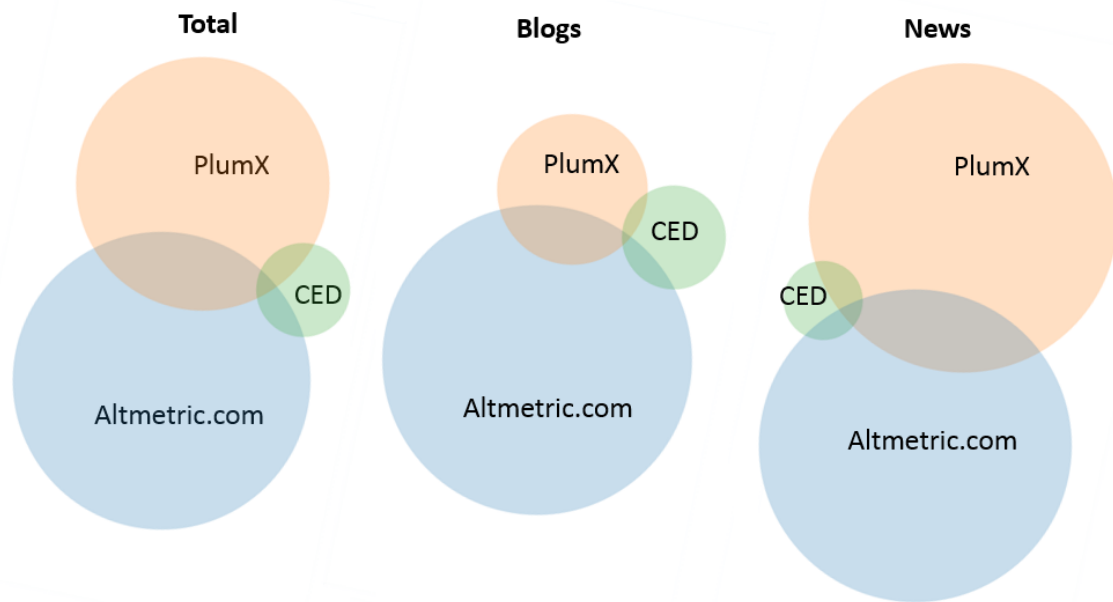 Total
Blogs
News
PlumX
CED
Altmetric.com
PlumX
CED
Altmetric.com
PlumX
CED
Altmetric.com